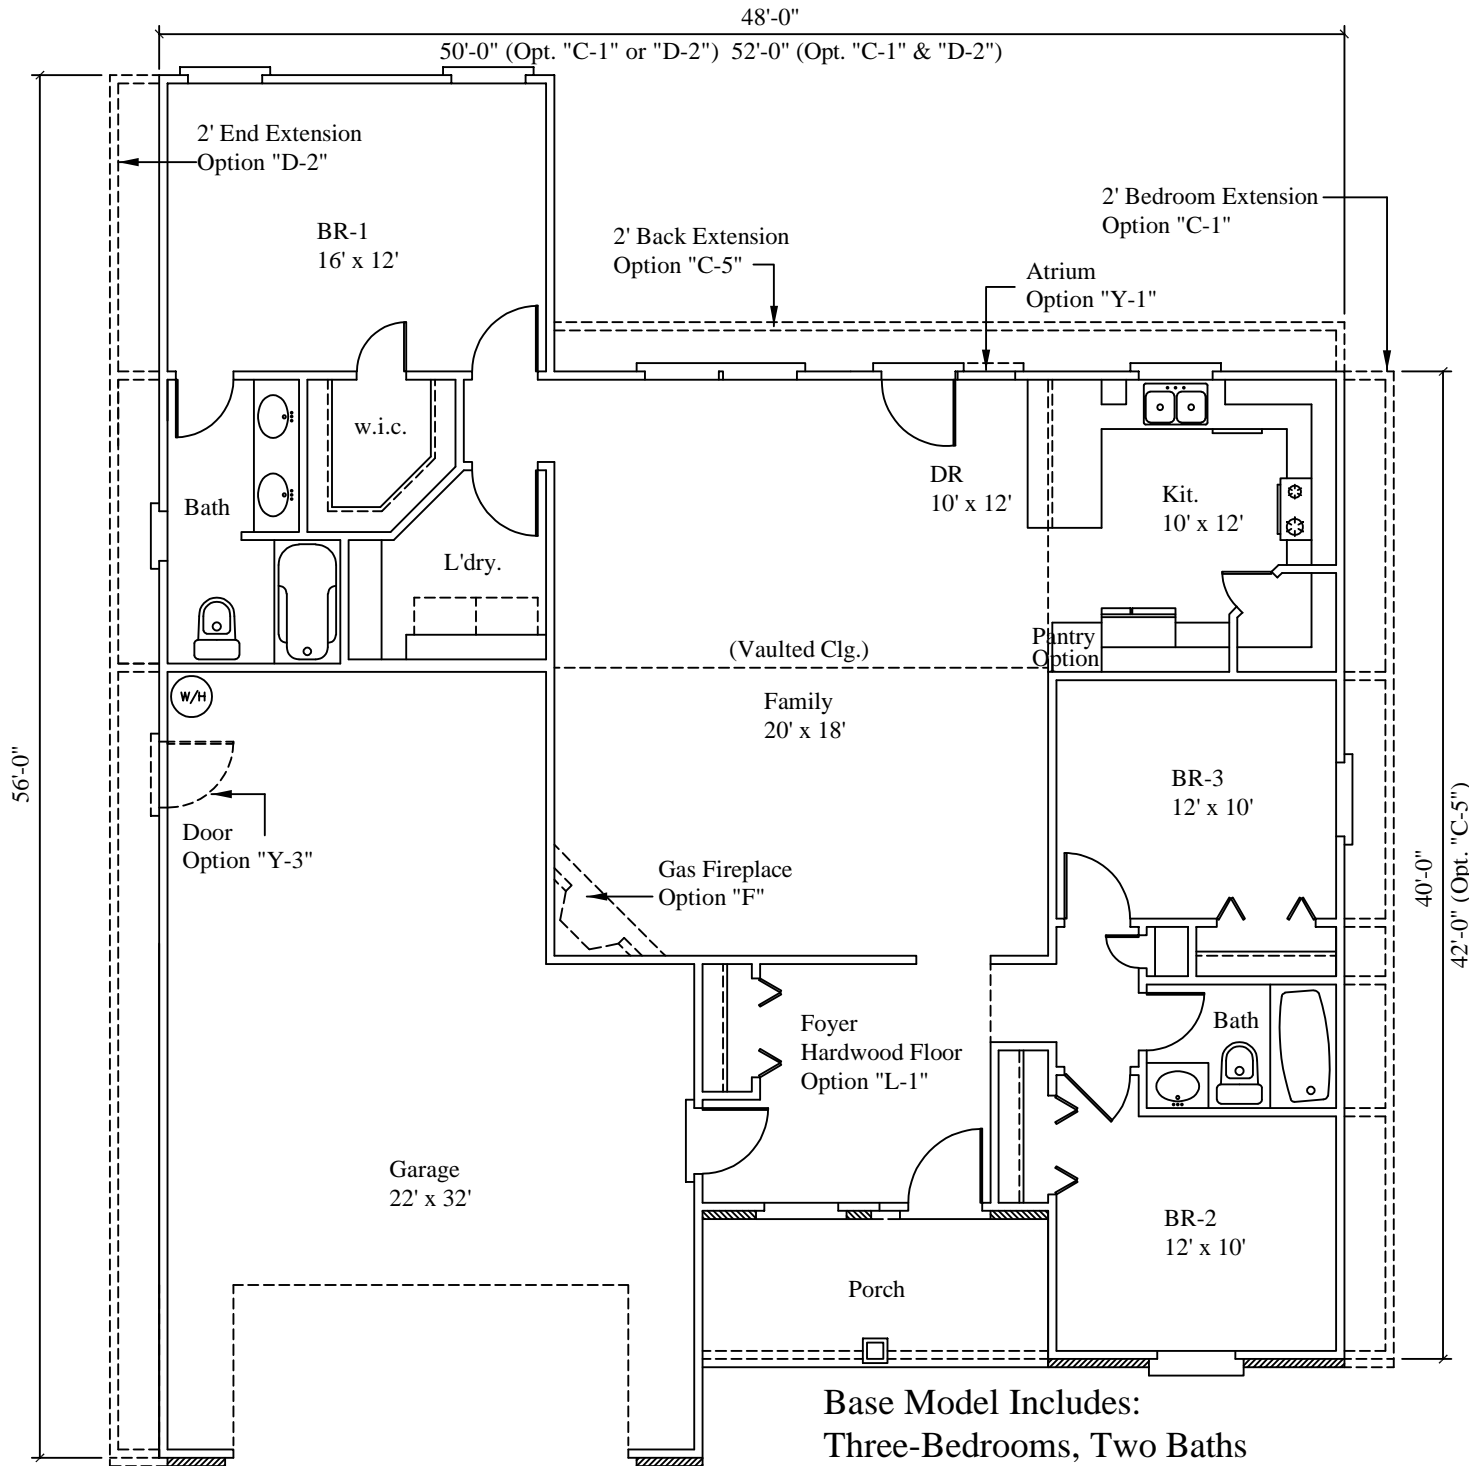 48'-0"
50'-0" (Opt. "C-1" or "D-2")  52'-0" (Opt. "C-1" & "D-2")
2' End Extension
Option "D-2"
BR-1
16' x 12'
2' Back Extension
Option "C-5"
2' Bedroom Extension
Option "C-1"
Atrium
Option "Y-1"
w.i.c.
Bath
L'dry.
DR
10' x 12'
Kit.
10' x 12'
(Vaulted Clg.)
Pantry
Option
W/H
Family
20' x 18'
56'-0"
BR-3
12' x 10'
Door
Option "Y-3"
Gas Fireplace
Option "F"
40'-0"
42'-0" (Opt. "C-5")
Foyer
Hardwood Floor
Option "L-1"
Bath
Garage
22' x 32'
BR-2
12' x 10'
Porch
Base Model Includes:
Three-Bedrooms, Two Baths